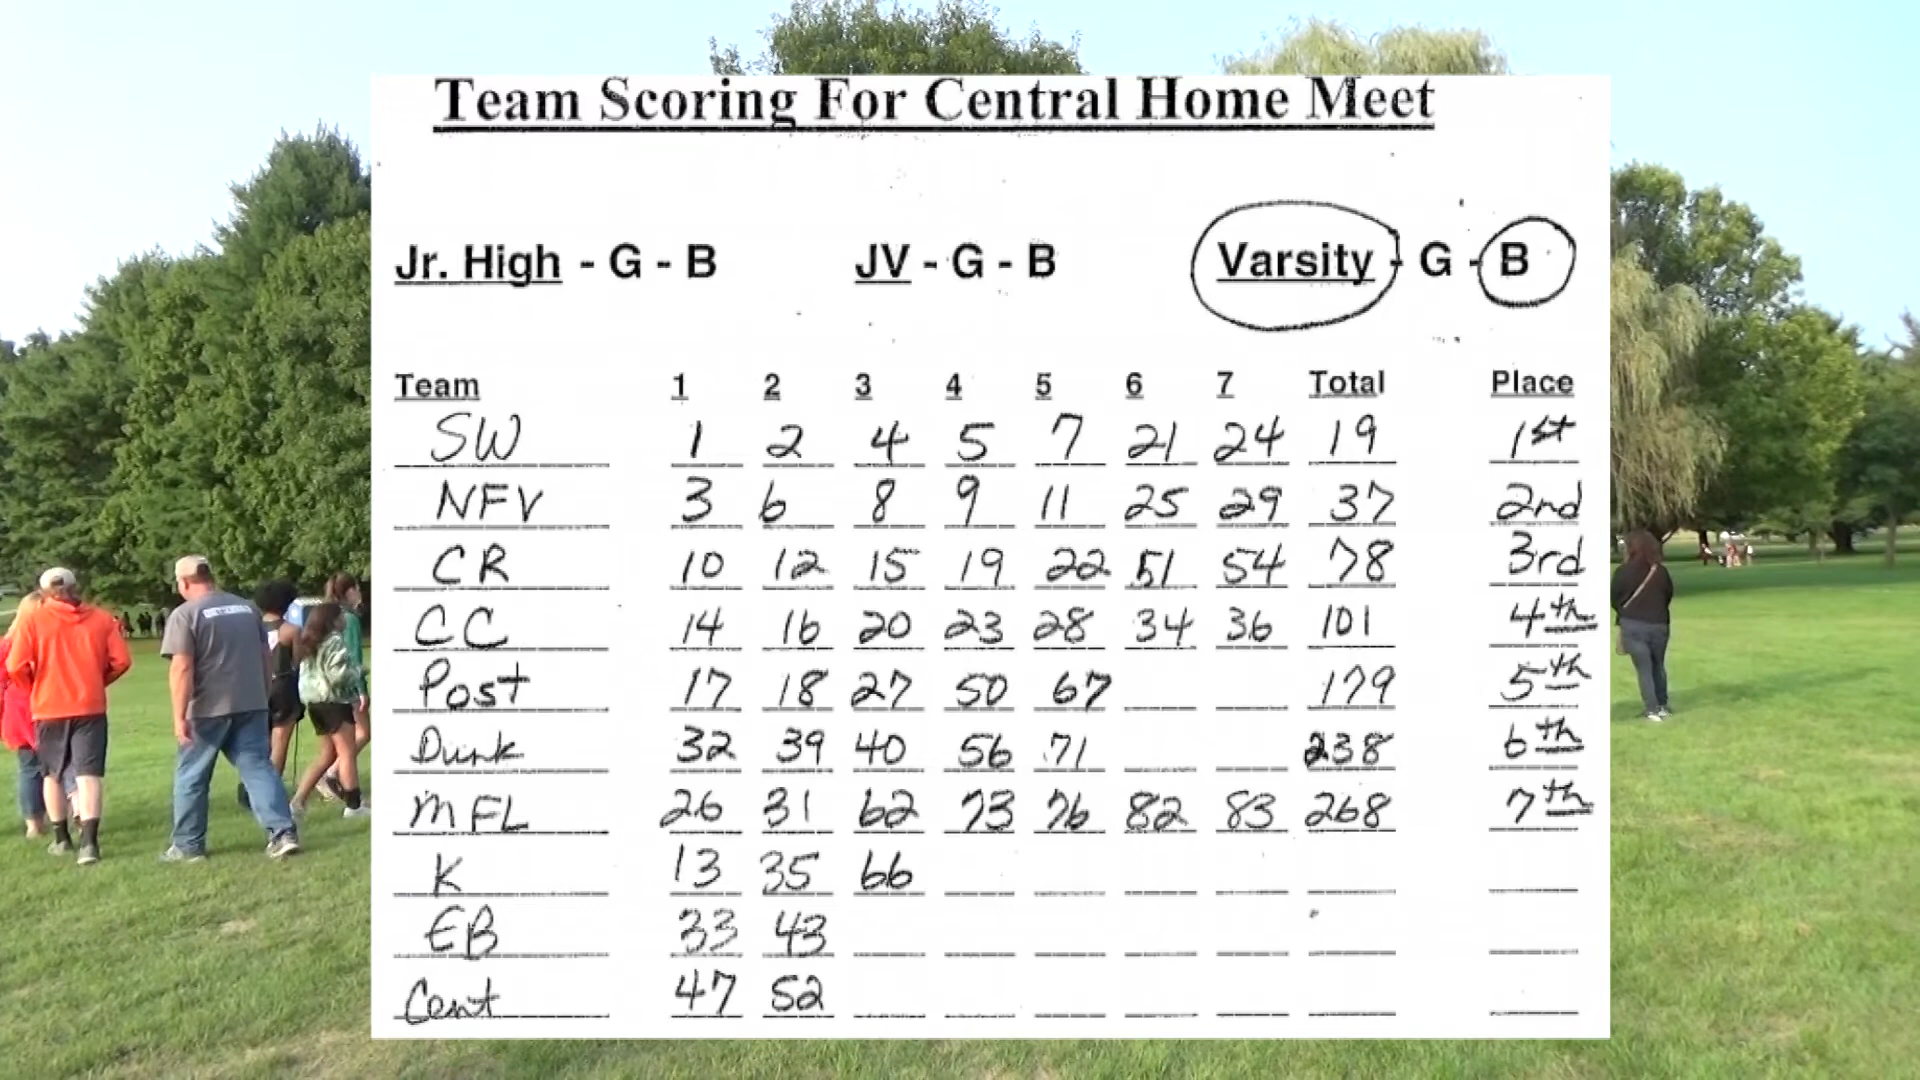 Team Scoring For Central Home Meet
Jr. High - G - B JV - G - B Varsity - G - B
Team 1 2 3 4 5 6 7 Total Place
SW 1 2 4 5 7 21 24 19 1st
NFV 3 6 8 9 11 25 29 37 2nd
CR 10 12 15 19 22 51 54 78 3rd
CC 14 16 20 23 28 34 36 101 4th
Post 17 18 27 50 67 179 5th
Dunk 32 39 40 56 71 238 6th
MFL 26 31 62 73 76 82 83 268 7th
K 13 35 66
EB 33 43
Cent 47 52